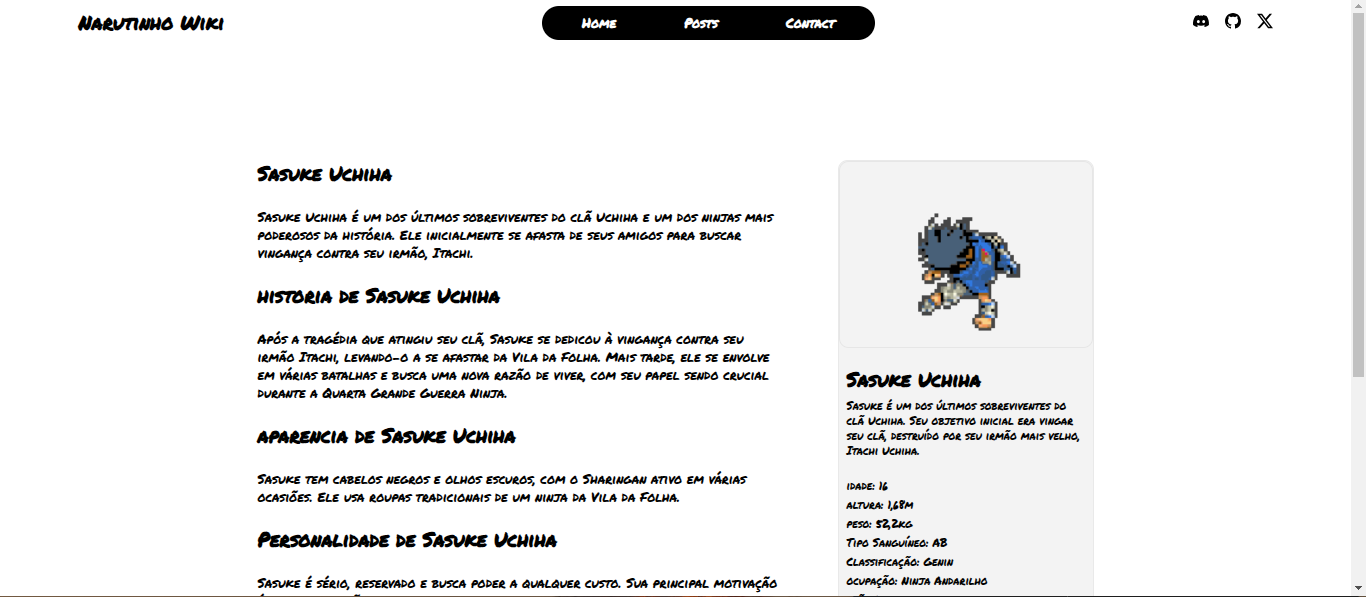 Narutinho Wiki
Home Posts Contact
Sasuke Uchiha
Sasuke Uchiha é um dos últimos sobreviventes do clã Uchiha e um dos ninjas mais
poderosos da história. Ele inicialmente se afasta de seus amigos para buscar
vingança contra seu irmão, Itachi.
historia de Sasuke Uchiha
Após a tragédia que atingiu seu clã, Sasuke se dedicou à vingança contra seu
irmão Itachi, levando-o a se afastar da Vila da Folha. Mais tarde, ele se envolve
em várias batalhas e busca uma nova razão de viver, com seu papel sendo crucial
durante a Quarta Grande Guerra Ninja.
aparencia de Sasuke Uchiha
Sasuke tem cabelos negros e olhos escuros, com o Sharingan ativo em várias
ocasiões. Ele usa roupas tradicionais de um ninja da Vila da Folha.
Personalidade de Sasuke Uchiha
Sasuke é sério, reservado e busca poder a qualquer custo. Sua principal motivação
Sasuke Uchiha
Sasuke é um dos últimos sobreviventes do
clã Uchiha. Seu objetivo inicial era vingar
seu clã, destruído por seu irmão mais velho,
Itachi Uchiha.
idade: 16
altura: 1,68m
peso: 52,2kg
Tipo Sanguíneo: AB
Classificação: Genin
ocupação: Ninja Andarilho